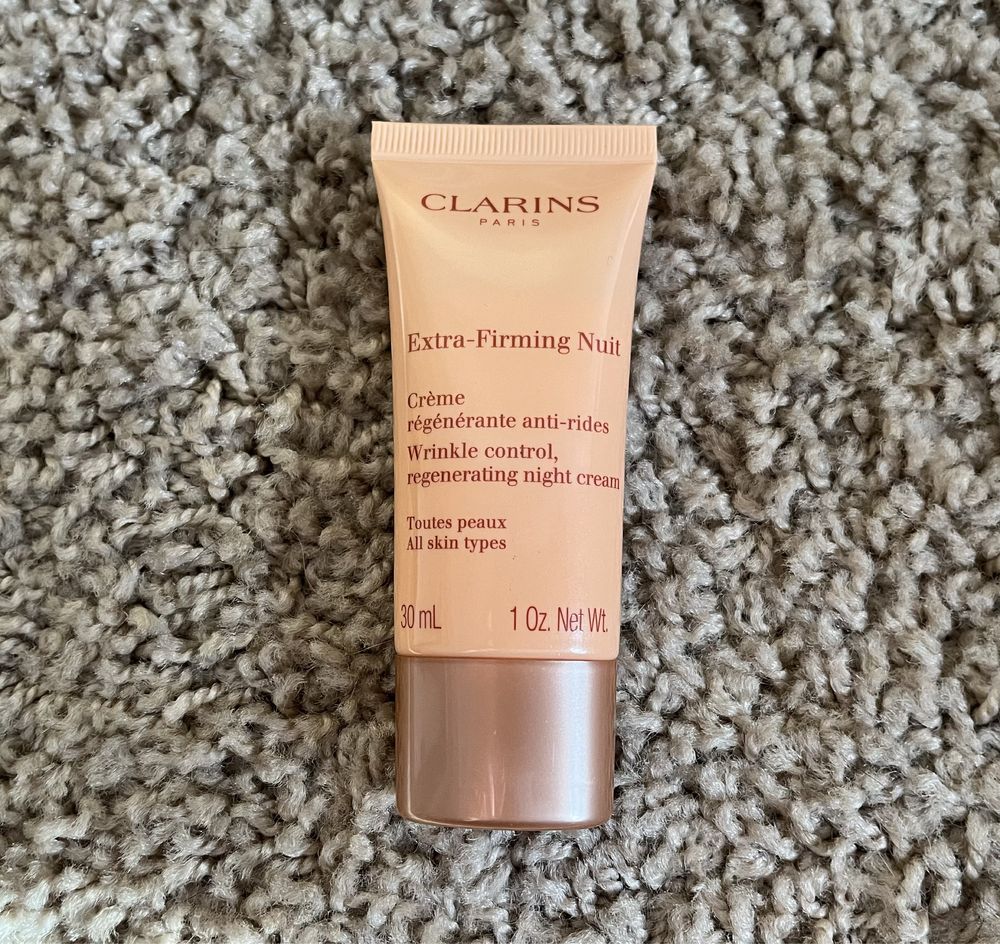 CLARINS
PARIS
Extra-Firming Nuit
Crème
régénérante anti-rides
Wrinkle control,
regenerating night cream
Toutes peaux
All skin types
30 mL 1 Oz. Net Wt.